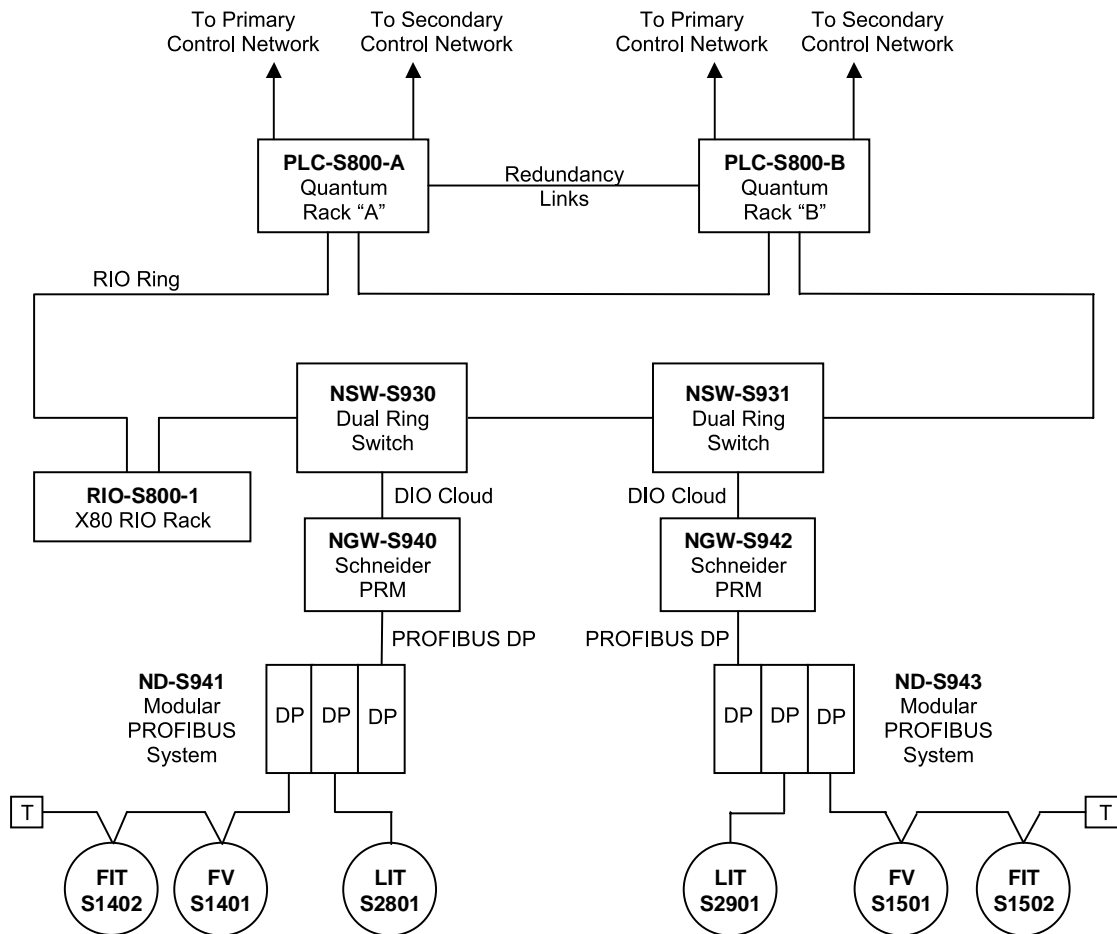 To Primary
Control Network
To Secondary
Control Network
To Primary
Control Network
To Secondary
Control Network
PLC-S800-A
Quantum
Rack “A”
Redundancy
Links
PLC-S800-B
Quantum
Rack “B”
RIO Ring
NSW-S930
Dual Ring
Switch
NSW-S931
Dual Ring
Switch
RIO-S800-1
X80 RIO Rack
DIO Cloud
DIO Cloud
NGW-S940
Schneider
PRM
NGW-S942
Schneider
PRM
PROFIBUS DP
PROFIBUS DP
ND-S941
Modular
PROFIBUS
System
DP
DP
DP
DP
DP
DP
ND-S943
Modular
PROFIBUS
System
T
T
FIT
S1402
FV
S1401
LIT
S2801
LIT
S2901
FV
S1501
FIT
S1502